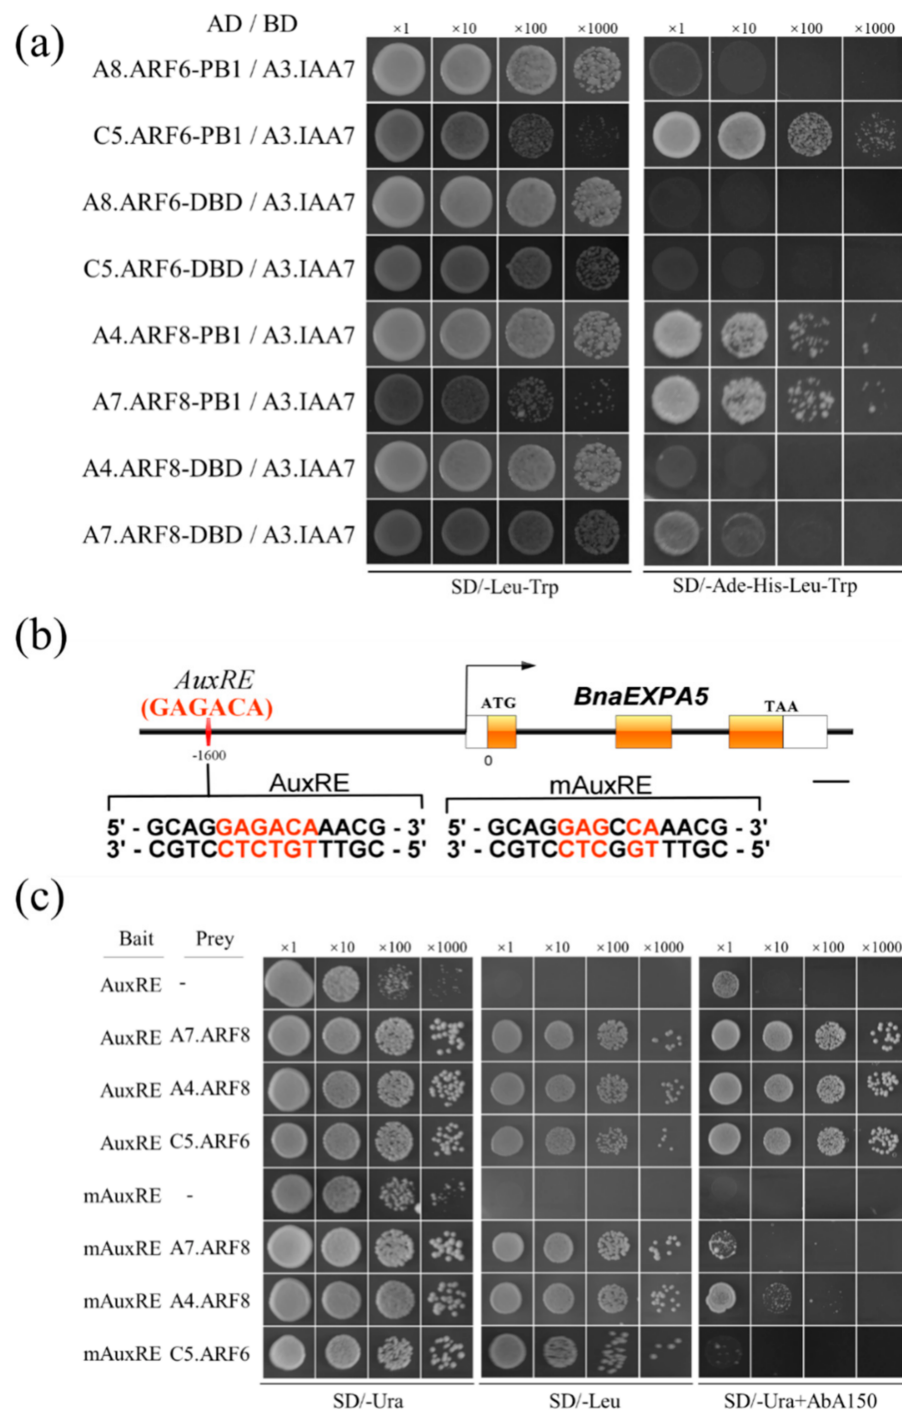 (a)
AD / BD
×1 ×10 ×100 ×1000 ×1 ×10 ×100 ×1000
A8.ARF6-PB1 / A3.IAA7
C5.ARF6-PB1 / A3.IAA7
A8.ARF6-DBD / A3.IAA7
C5.ARF6-DBD / A3.IAA7
A4.ARF8-PB1 / A3.IAA7
A7.ARF8-PB1 / A3.IAA7
A4.ARF8-DBD / A3.IAA7
A7.ARF8-DBD / A3.IAA7
SD/-Leu-Trp SD/-Ade-His-Leu-Trp
(b)
AuxRE
(GAGACA)
ATG BnaEXPA5 TAA
-1600 0
AuxRE mAuxRE
5' - GCAGGAGACAAACG - 3' 5' - GCAGGAGCCAAACG - 3'
3' - CGTCCTCTGTTTGC - 5' 3' - CGTCCTCGGTTTGC - 5'
(c)
Bait Prey ×1 ×10 ×100 ×1000 ×1 ×10 ×100 ×1000 ×1 ×10 ×100 ×1000
AuxRE -
AuxRE A7.ARF8
AuxRE A4.ARF8
AuxRE C5.ARF6
mAuxRE -
mAuxRE A7.ARF8
mAuxRE A4.ARF8
mAuxRE C5.ARF6
SD/-Ura SD/-Leu SD/-Ura+AbA150